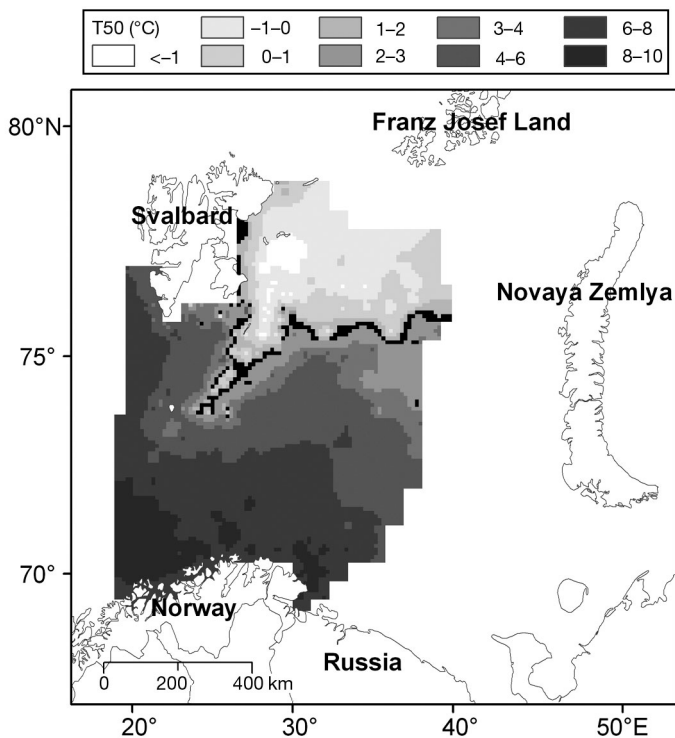 T50 (°C) −1–0 1–2 3–4 6–8
<−1 0–1 2–3 4–6 8–10
80°N
Franz Josef Land
Svalbard
Novaya Zemlya
75°
70°
Norway
Russia
0 200 400 km
20° 30° 40° 50°E